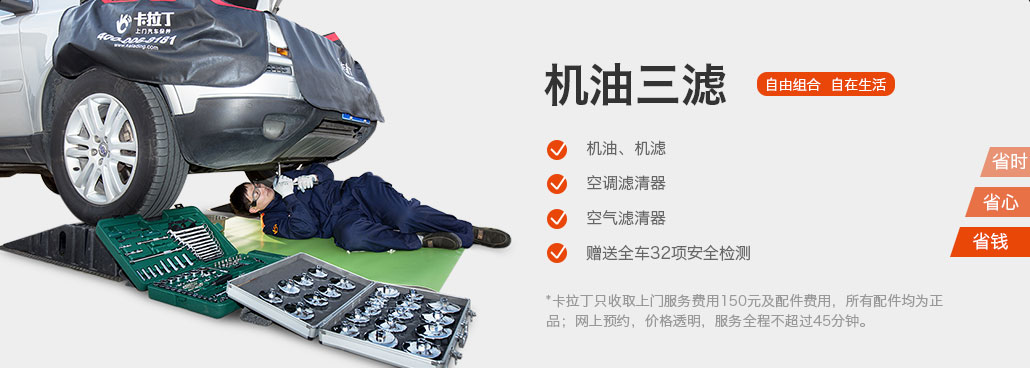 卡拉丁
上门汽车保养
400-006-8181
www.kalading.com
卡拉丁
机油三滤
自由组合 自在生活
机油、机滤
空调滤清器
空气滤清器
赠送全车32项安全检测
*卡拉丁只收取上门服务费用150元及配件费用，所有配件均为正
品；网上预约，价格透明，服务全程不超过45分钟。
省时
省心
省钱